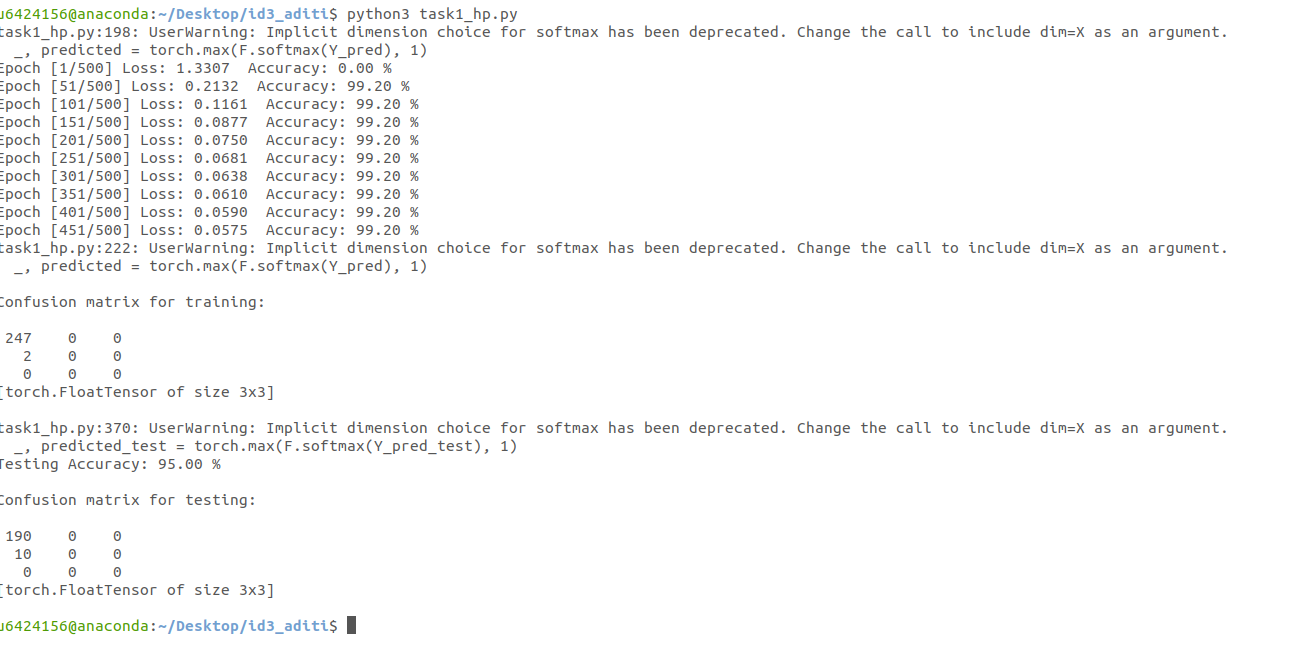 u6424156@anaconda:~/Desktop/id3_aditi$ python3 task1_hp.py
task1_hp.py:198: UserWarning: Implicit dimension choice for softmax has been deprecated. Change the call to include dim=X as an argument.
  _, predicted = torch.max(F.softmax(Y_pred), 1)
Epoch [1/500] Loss: 1.3307  Accuracy: 0.00 %
Epoch [51/500] Loss: 0.2132  Accuracy: 99.20 %
Epoch [101/500] Loss: 0.1161  Accuracy: 99.20 %
Epoch [151/500] Loss: 0.0877  Accuracy: 99.20 %
Epoch [201/500] Loss: 0.0750  Accuracy: 99.20 %
Epoch [251/500] Loss: 0.0681  Accuracy: 99.20 %
Epoch [301/500] Loss: 0.0638  Accuracy: 99.20 %
Epoch [351/500] Loss: 0.0610  Accuracy: 99.20 %
Epoch [401/500] Loss: 0.0590  Accuracy: 99.20 %
Epoch [451/500] Loss: 0.0575  Accuracy: 99.20 %
task1_hp.py:222: UserWarning: Implicit dimension choice for softmax has been deprecated. Change the call to include dim=X as an argument.
  _, predicted = torch.max(F.softmax(Y_pred), 1)
Confusion matrix for training:
 247    0    0
   2    0    0
   0    0    0
[torch.FloatTensor of size 3x3]
task1_hp.py:370: UserWarning: Implicit dimension choice for softmax has been deprecated. Change the call to include dim=X as an argument.
  _, predicted_test = torch.max(F.softmax(Y_pred_test), 1)
Testing Accuracy: 95.00 %
Confusion matrix for testing:
 190    0    0
  10    0    0
   0    0    0
[torch.FloatTensor of size 3x3]
u6424156@anaconda:~/Desktop/id3_aditi$